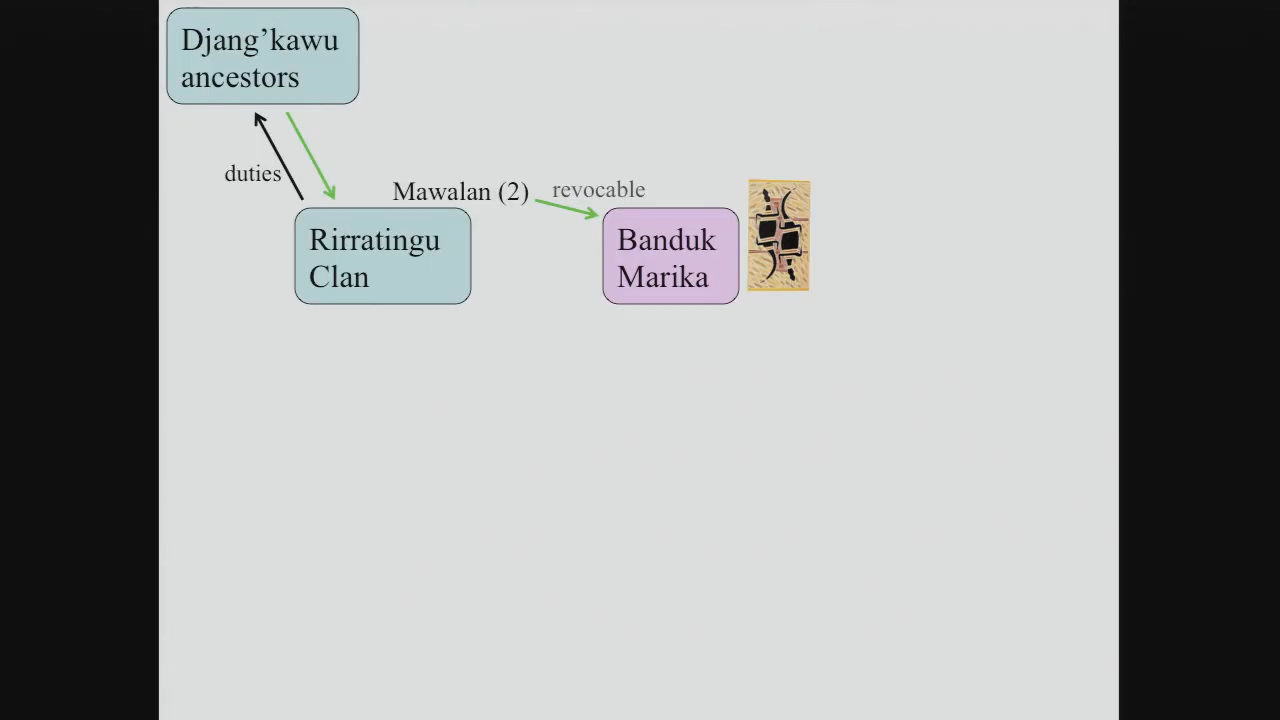 Djang’kawu
ancestors
duties
Mawalan (2)
revocable
Rirratingu
Clan
Banduk
Marika